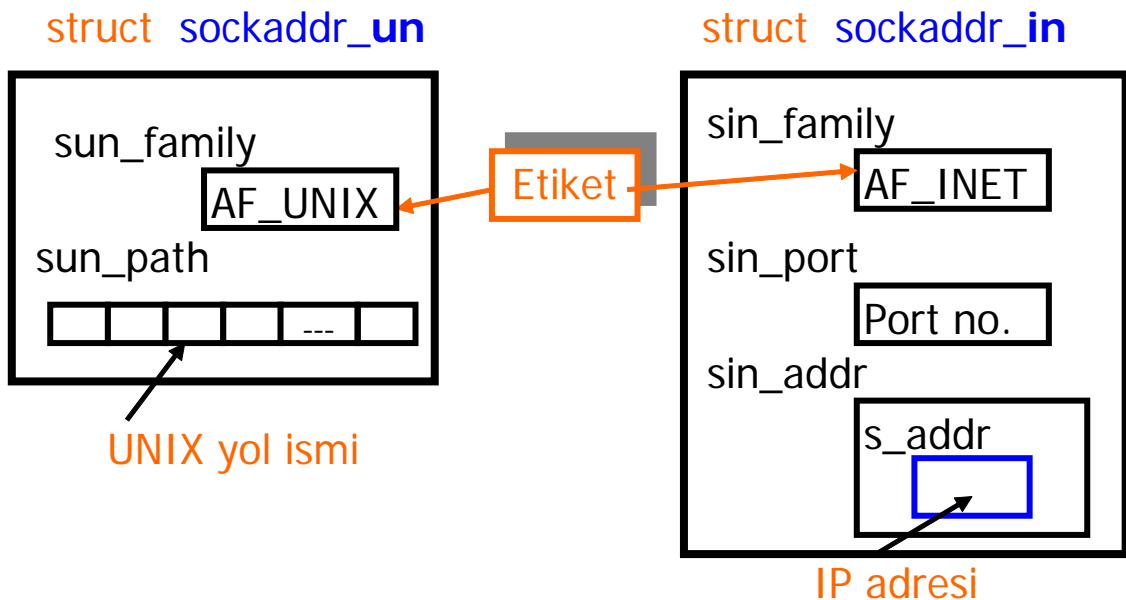 struct sockaddr_un
sun_family
AF_UNIX
sun_path
---
UNIX yol ismi
Etiket
struct sockaddr_in
sin_family
AF_INET
sin_port
Port no.
sin_addr
s_addr
IP adresi